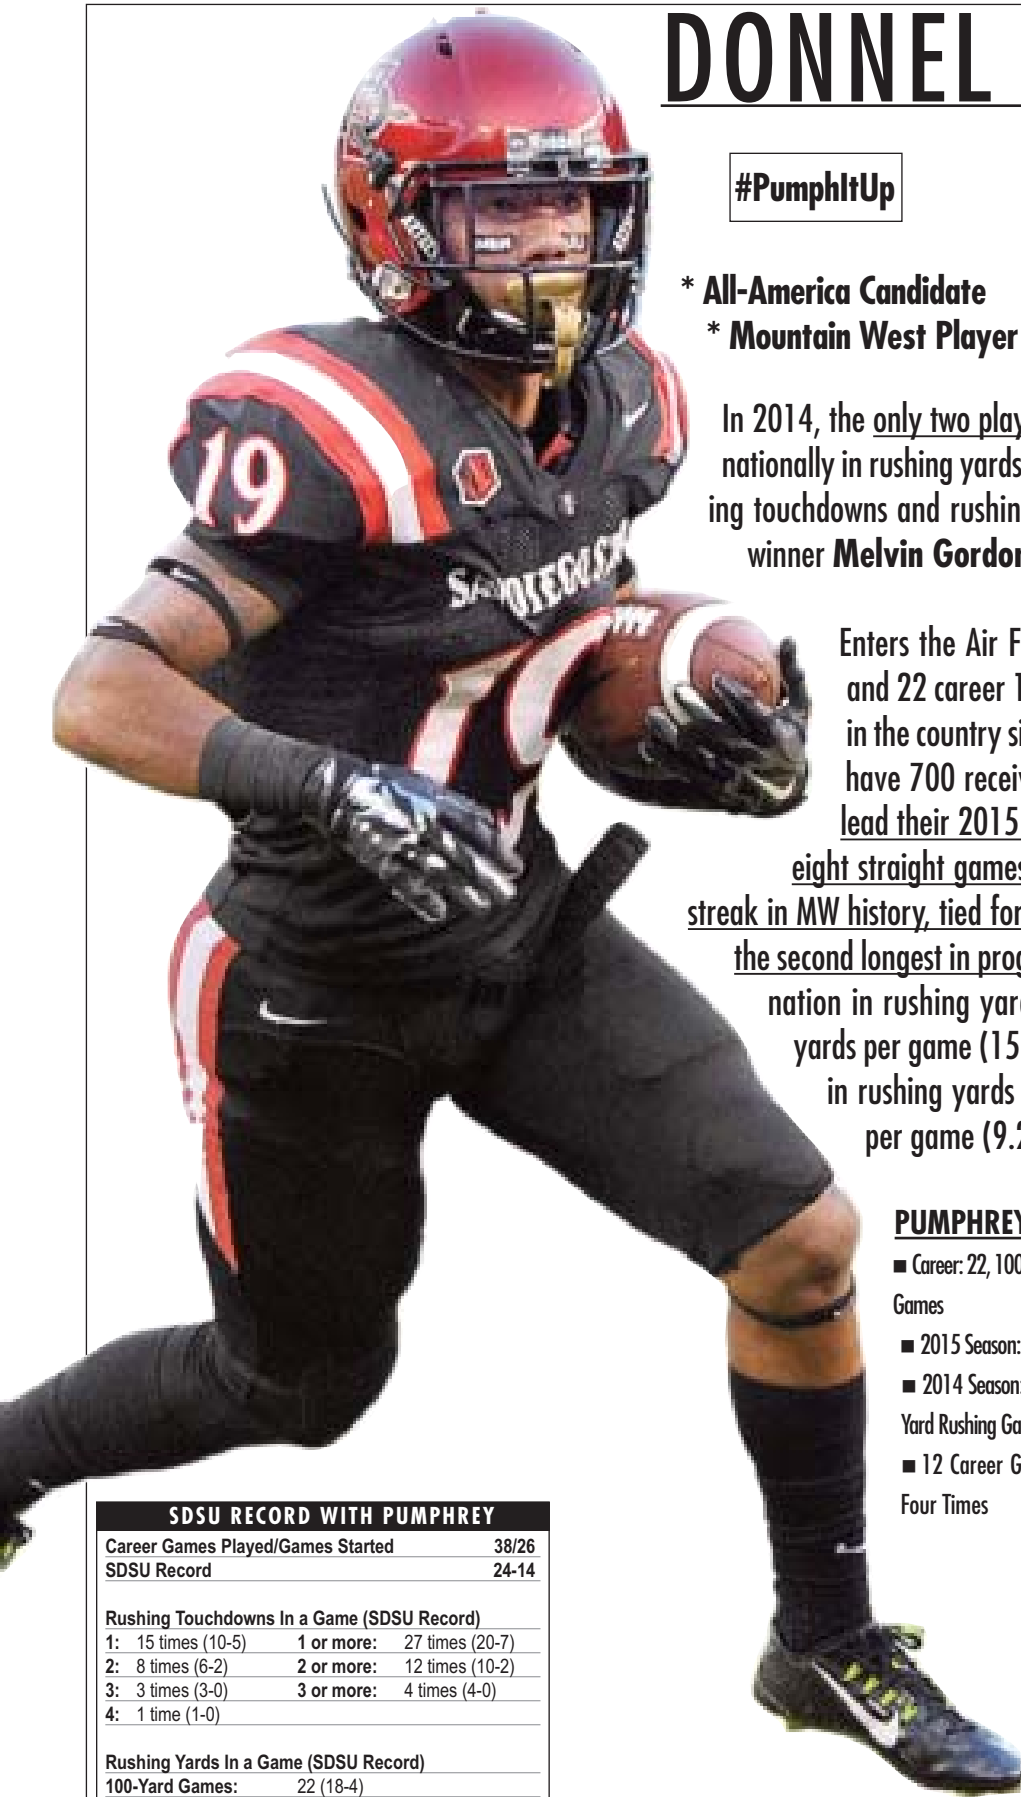 DONNEL
#PumphItUp
* All-America Candidate
* Mountain West Player
In 2014, the only two play
nationally in rushing yards
ing touchdowns and rushin
winner Melvin Gordon
Enters the Air F
and 22 career 1
in the country si
have 700 receiv
lead their 2015
eight straight games
streak in MW history, tied for
the second longest in prog
nation in rushing yard
yards per game (15
in rushing yards
per game (9.2
PUMPHREY
■ Career: 22, 100
Games
■ 2015 Season:
■ 2014 Season:
Yard Rushing Ga
■ 12 Career G
Four Times
19
SAN DIEGO STATE
SDSU RECORD WITH PUMPHREY
Career Games Played/Games Started 38/26
SDSU Record 24-14
Rushing Touchdowns In a Game (SDSU Record)
1: 15 times (10-5) 1 or more: 27 times (20-7)
2: 8 times (6-2) 2 or more: 12 times (10-2)
3: 3 times (3-0) 3 or more: 4 times (4-0)
4: 1 time (1-0)
Rushing Yards In a Game (SDSU Record)
100-Yard Games: 22 (18-4)